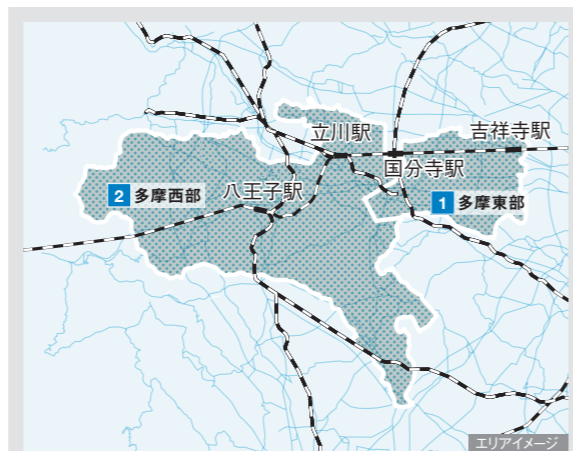 立川駅
吉祥寺駅
国分寺駅
2 多摩西部
八王子駅
1 多摩東部
エリアイメージ